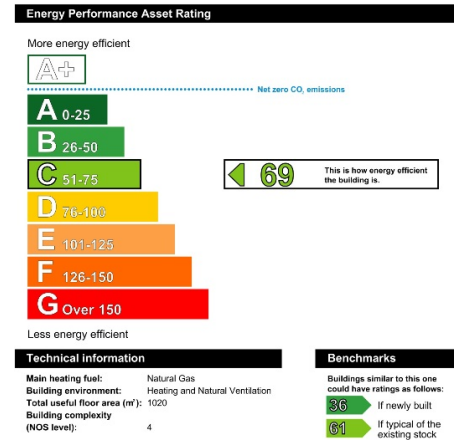 Energy Performance Asset Rating
More energy efficient
A+
Net zero CO₂ emissions
A 0-25
B 26-50
C 51-75
69
This is how energy efficient
the building is.
D 76-100
E 101-125
F 126-150
G Over 150
Less energy efficient
Technical information
Main heating fuel: Natural Gas
Building environment: Heating and Natural Ventilation
Total useful floor area (m²): 1020
Building complexity
(NOS level): 4
Benchmarks
Buildings similar to this one
could have ratings as follows:
36 If newly built
61 If typical of the
existing stock